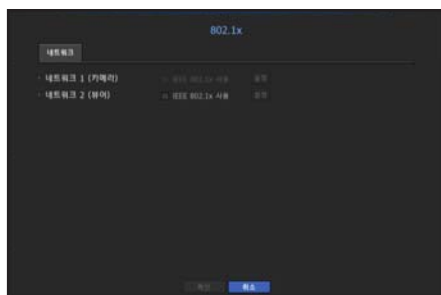 802.1x
네트워크
네트워크 1 (카메라) IEEE 802.1x 사용 설정
네트워크 2 (뷰어) IEEE 802.1x 사용 설정
확인 취소